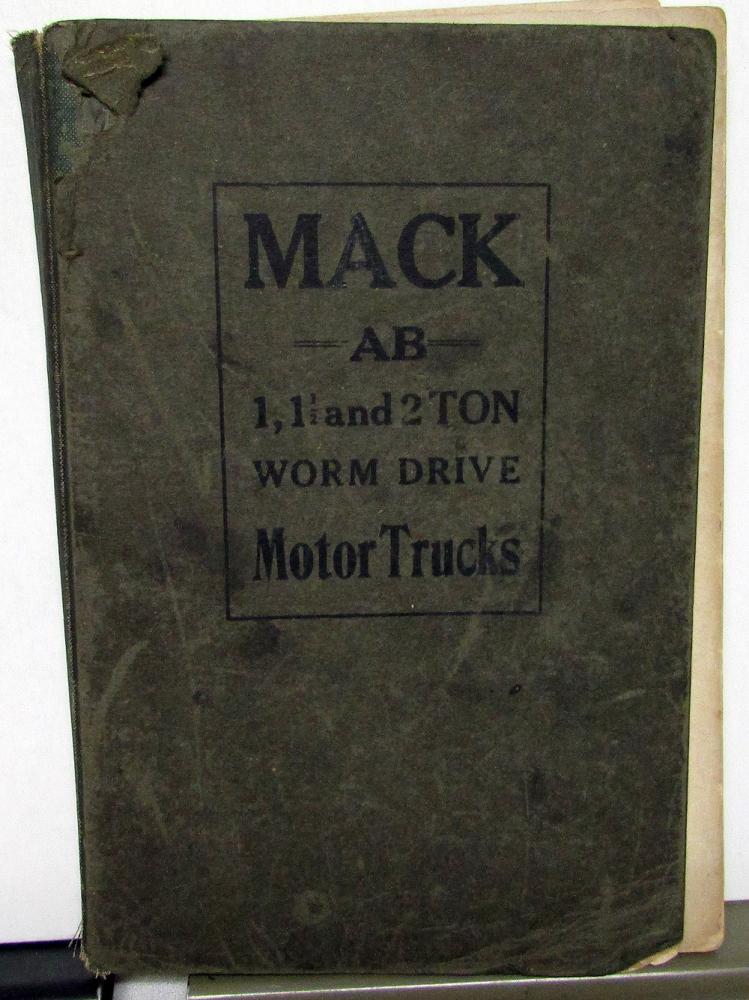 MACK
AB
1, 1½ and 2 TON
WORM DRIVE
Motor Trucks